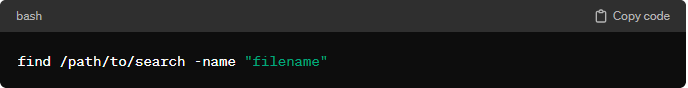 bash
Copy code
find /path/to/search -name "filename"